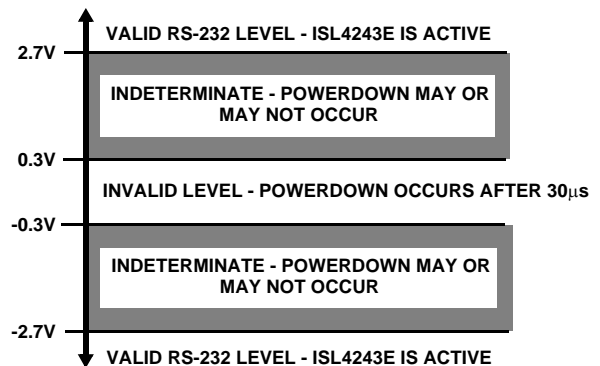 VALID RS-232 LEVEL - ISL4243E IS ACTIVE
2.7V
INDETERMINATE - POWERDOWN MAY OR
MAY NOT OCCUR
0.3V
INVALID LEVEL - POWERDOWN OCCURS AFTER 30μs
-0.3V
INDETERMINATE - POWERDOWN MAY OR
MAY NOT OCCUR
-2.7V
VALID RS-232 LEVEL - ISL4243E IS ACTIVE